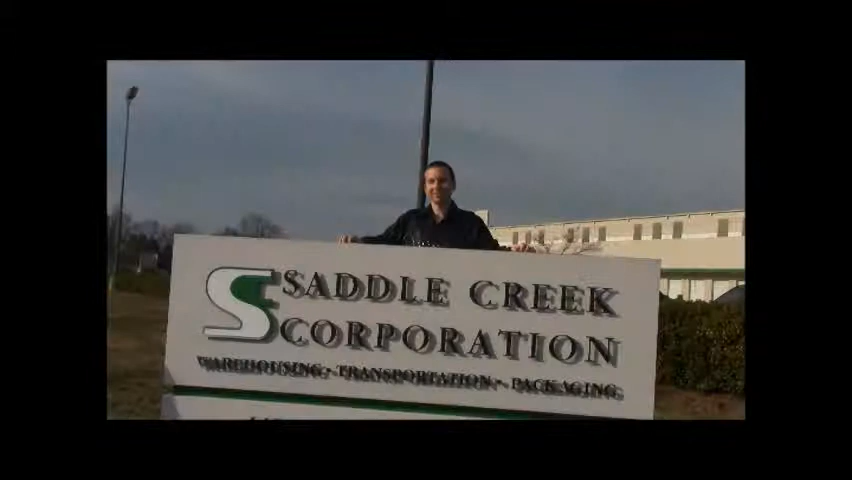 SADDLE CREEK
CORPORATION
WAREHOUSING • TRANSPORTATION • PACKAGING